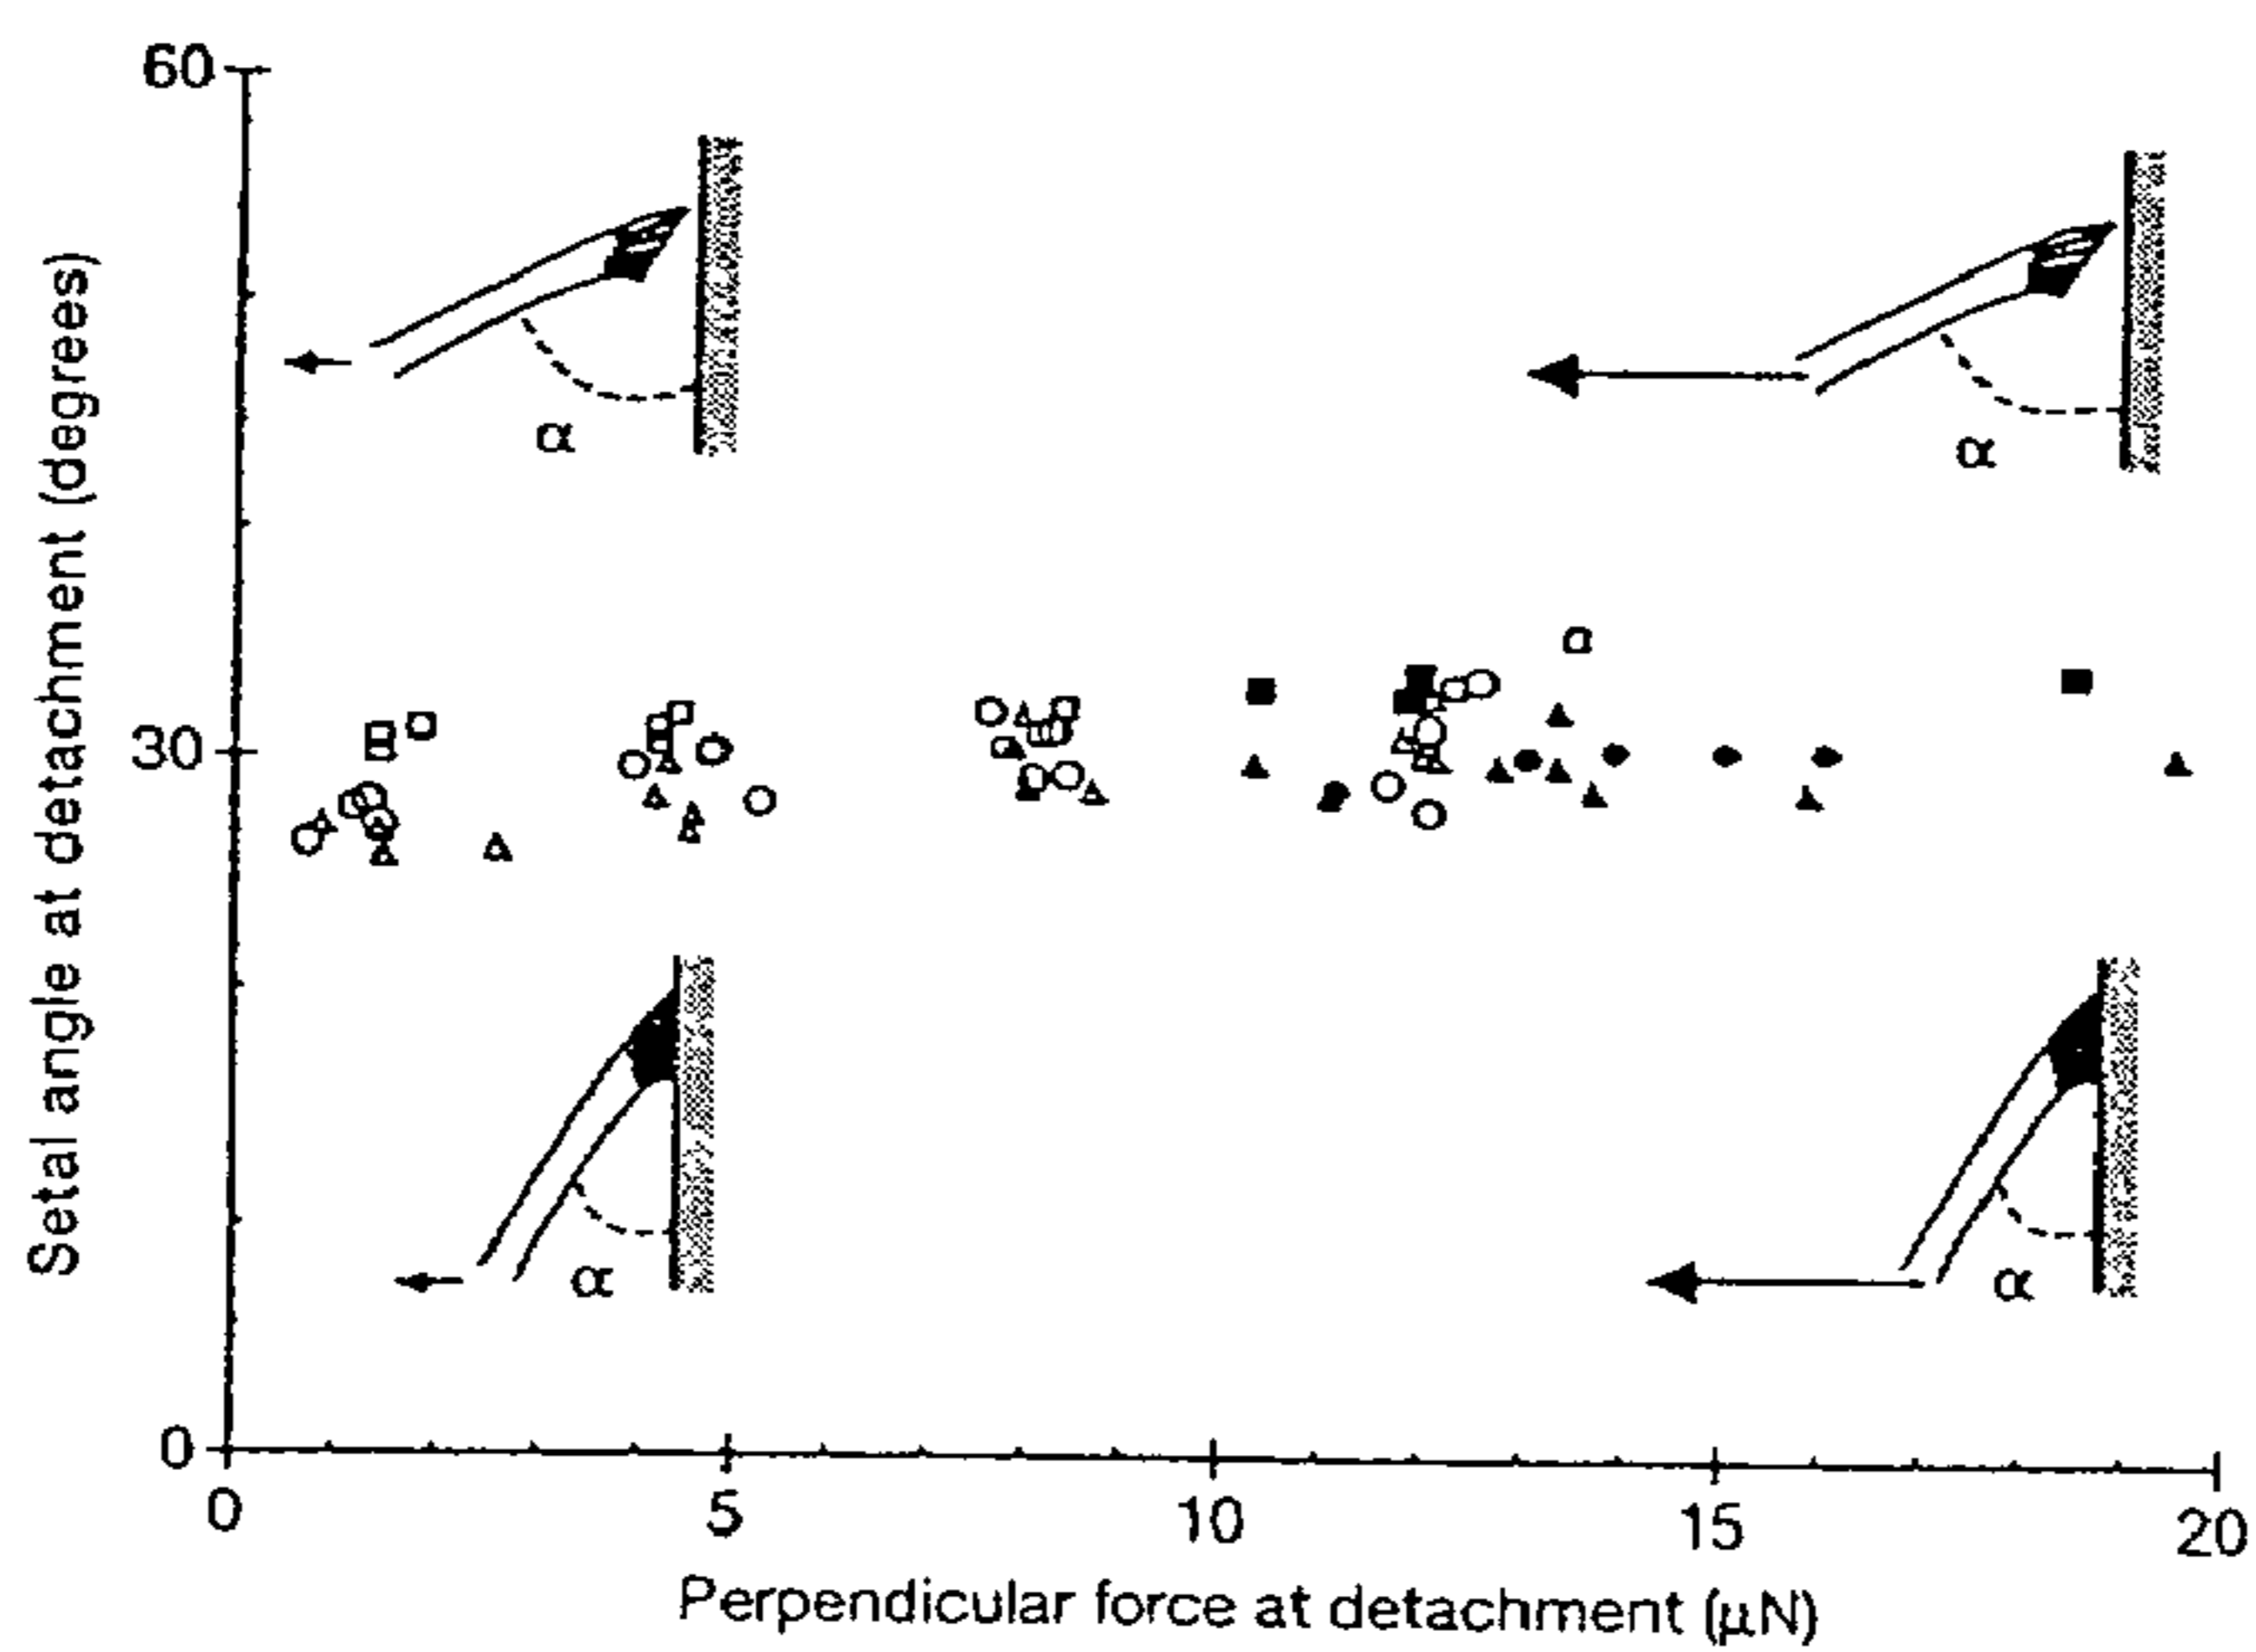 60
α
α
Setal angle at detachment (degrees)
30
α
α
0
0 5 10 15 20
Perpendicular force at detachment (μN)